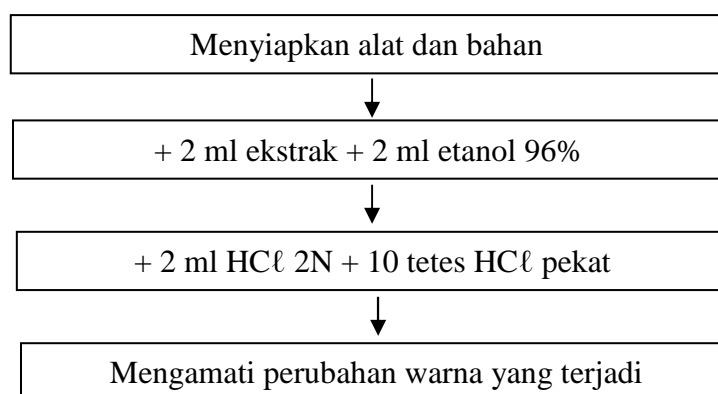 Menyiapkan alat dan bahan
+ 2 ml ekstrak + 2 ml etanol 96%
+ 2 ml HCℓ 2N + 10 tetes HCℓ pekat
Mengamati perubahan warna yang terjadi